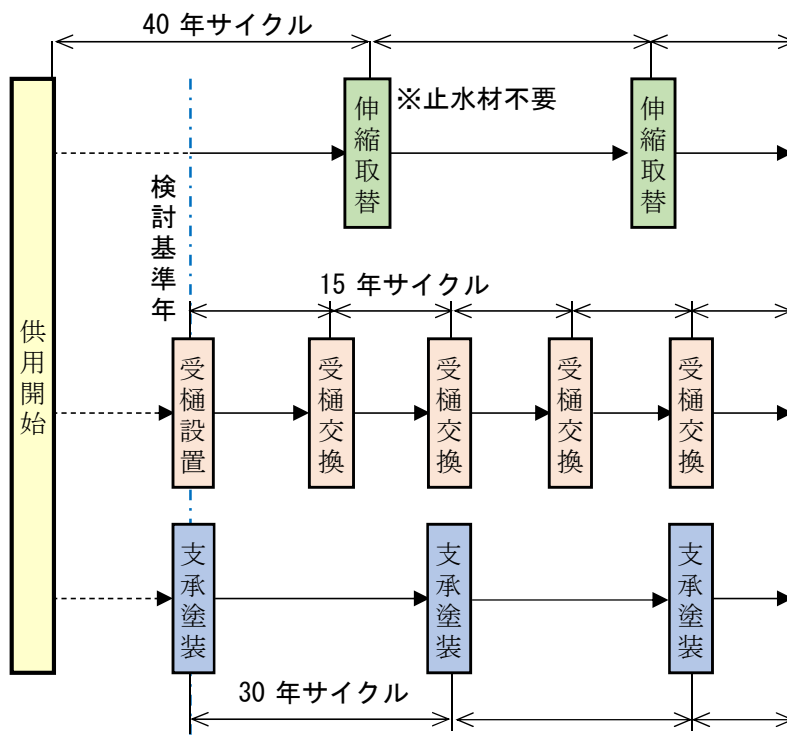 40 年サイクル
※止水材不要
伸縮取替
伸縮取替
検討基準年
15 年サイクル
供用開始
受樋設置
受樋交換
受樋交換
受樋交換
受樋交換
支承塗装
支承塗装
支承塗装
30 年サイクル